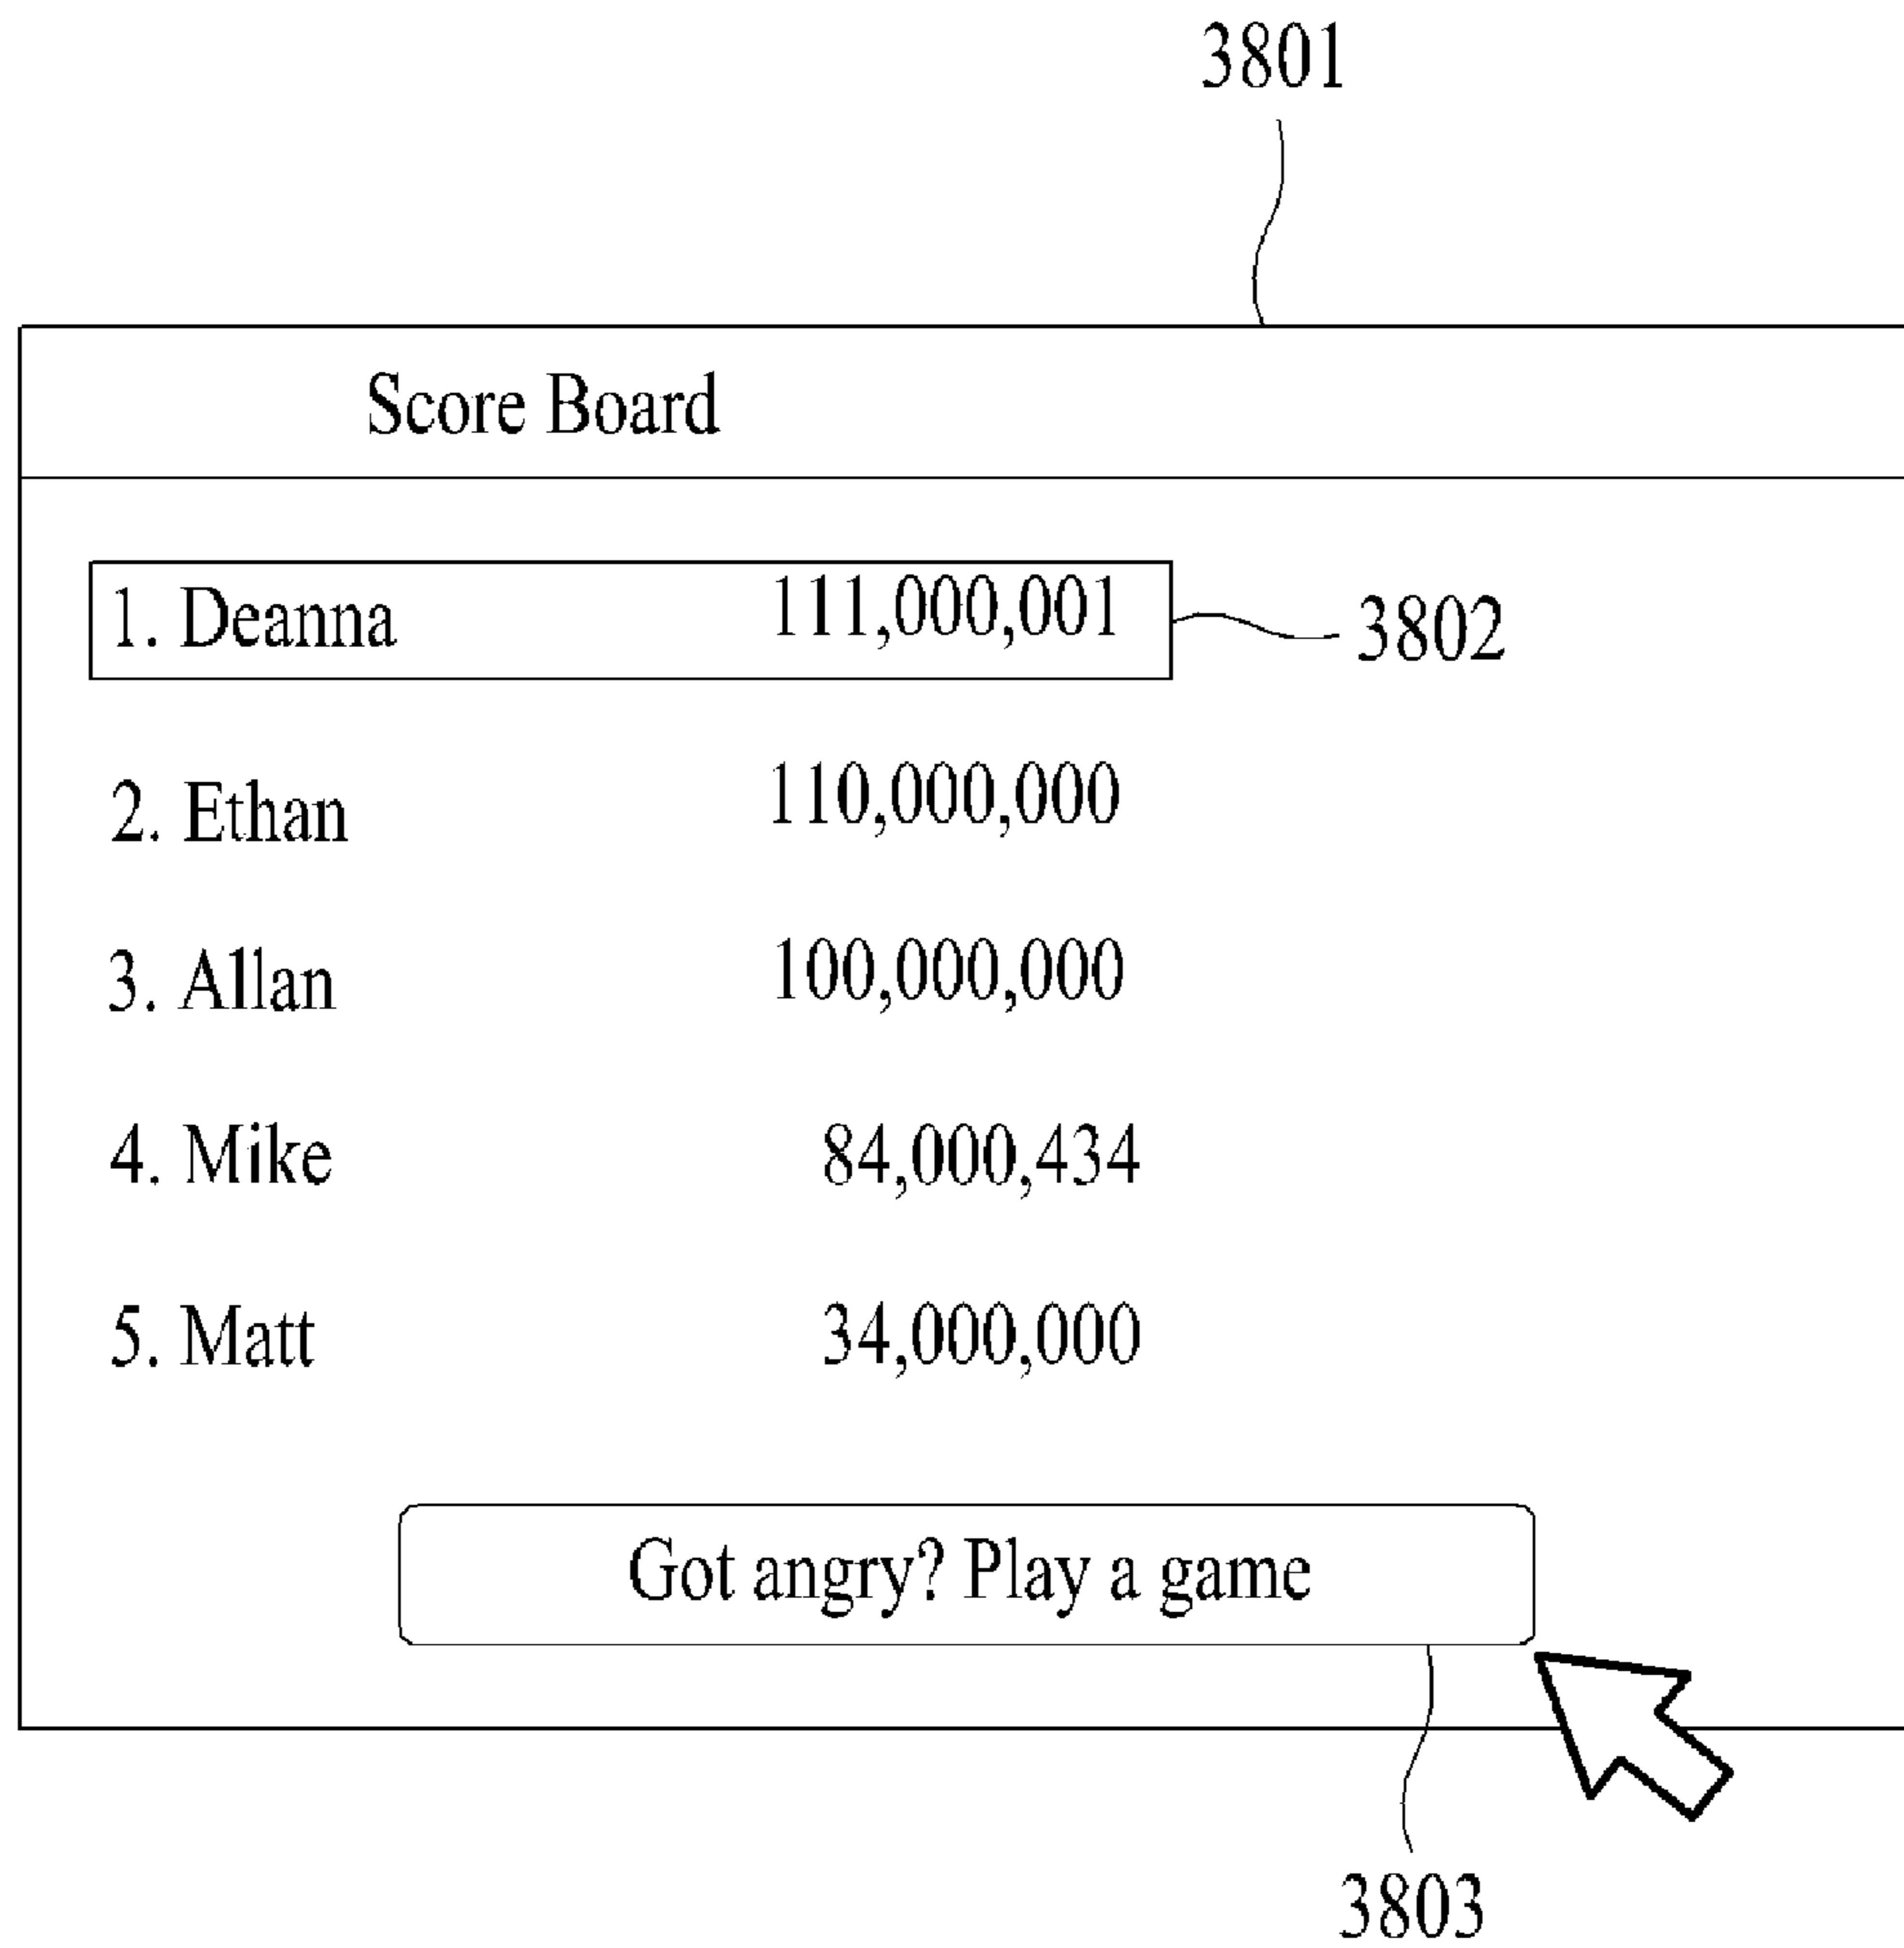 3801
Score Board
1. Deanna 111,000,001 3802
2. Ethan 110,000,000
3. Allan 100,000,000
4. Mike 84,000,434
5. Matt 34,000,000
Got angry? Play a game
3803